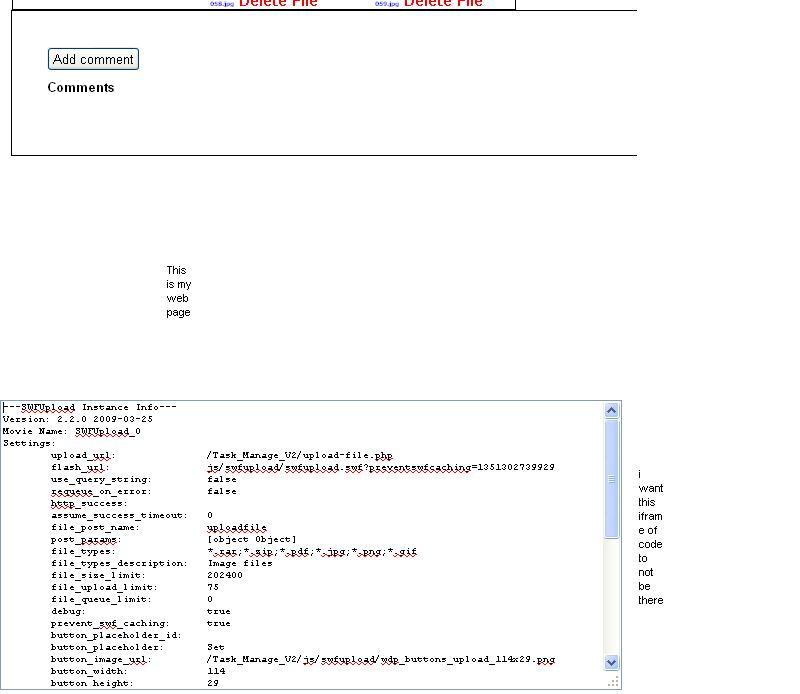 058.jpg Delete File 059.jpg Delete File
Add comment
Comments
This
is my
web
page
---SWFUpload Instance Info---
Version: 2.2.0 2009-03-25
Movie Name: SWFUpload_0
Settings:
upload_url: /Task_Manage_V2/upload-file.php
flash_url: js/swfupload/swfupload.swf?preventswfcaching=1351302739929
use_query_string: false
requeue_on_error: false
http_success:
assume_success_timeout: 0
file_post_name: uploadfile
post_params: [object Object]
file_types: *.rar;*.zip;*.pdf;*.jpg;*.png;*.gif
file_types_description: Image files
file_size_limit: 202400
file_upload_limit: 75
file_queue_limit: 0
debug: true
prevent_swf_caching: true
button_placeholder_id:
button_placeholder: Set
button_image_url: /Task_Manage_V2/js/swfupload/wdp_buttons_upload_114x29.png
button_width: 114
button_height: 29
i
want
this
ifram
e of
code
to
not
be
there